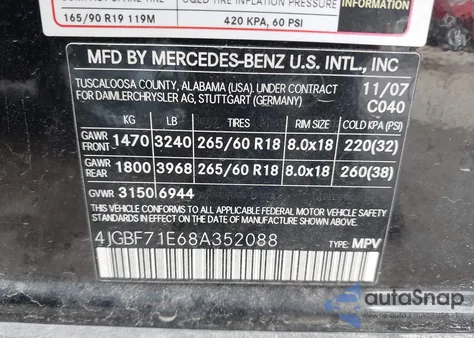 COLD TIRE INFLATION PRESSURE
INFORMATION
165/90 R19 119M
420 KPA, 60 PSI
MFD BY MERCEDES-BENZ U.S. INTL., INC
TUSCALOOSA COUNTY, ALABAMA (USA). UNDER CONTRACT 11/07
FOR DAIMLERCHRYSLER AG, STUTTGART (GERMANY) C040
KG LB TIRES RIM SIZE COLD KPA (PSI)
GAWR FRONT 1470 3240 265/60 R18 8.0x18 220(32)
GAWR REAR 1800 3968 265/60 R18 8.0x18 260(38)
GVWR 3150 6944
THIS VEHICLE CONFORMS TO ALL APPLICABLE U.S. FEDERAL MOTOR VEHICLE SAFETY STANDARDS IN
EFFECT ON THE DATE OF MANUFACTURE SHOWN ABOVE.
4JGBF71E68A352088 TYPE: MPV
autoSnap